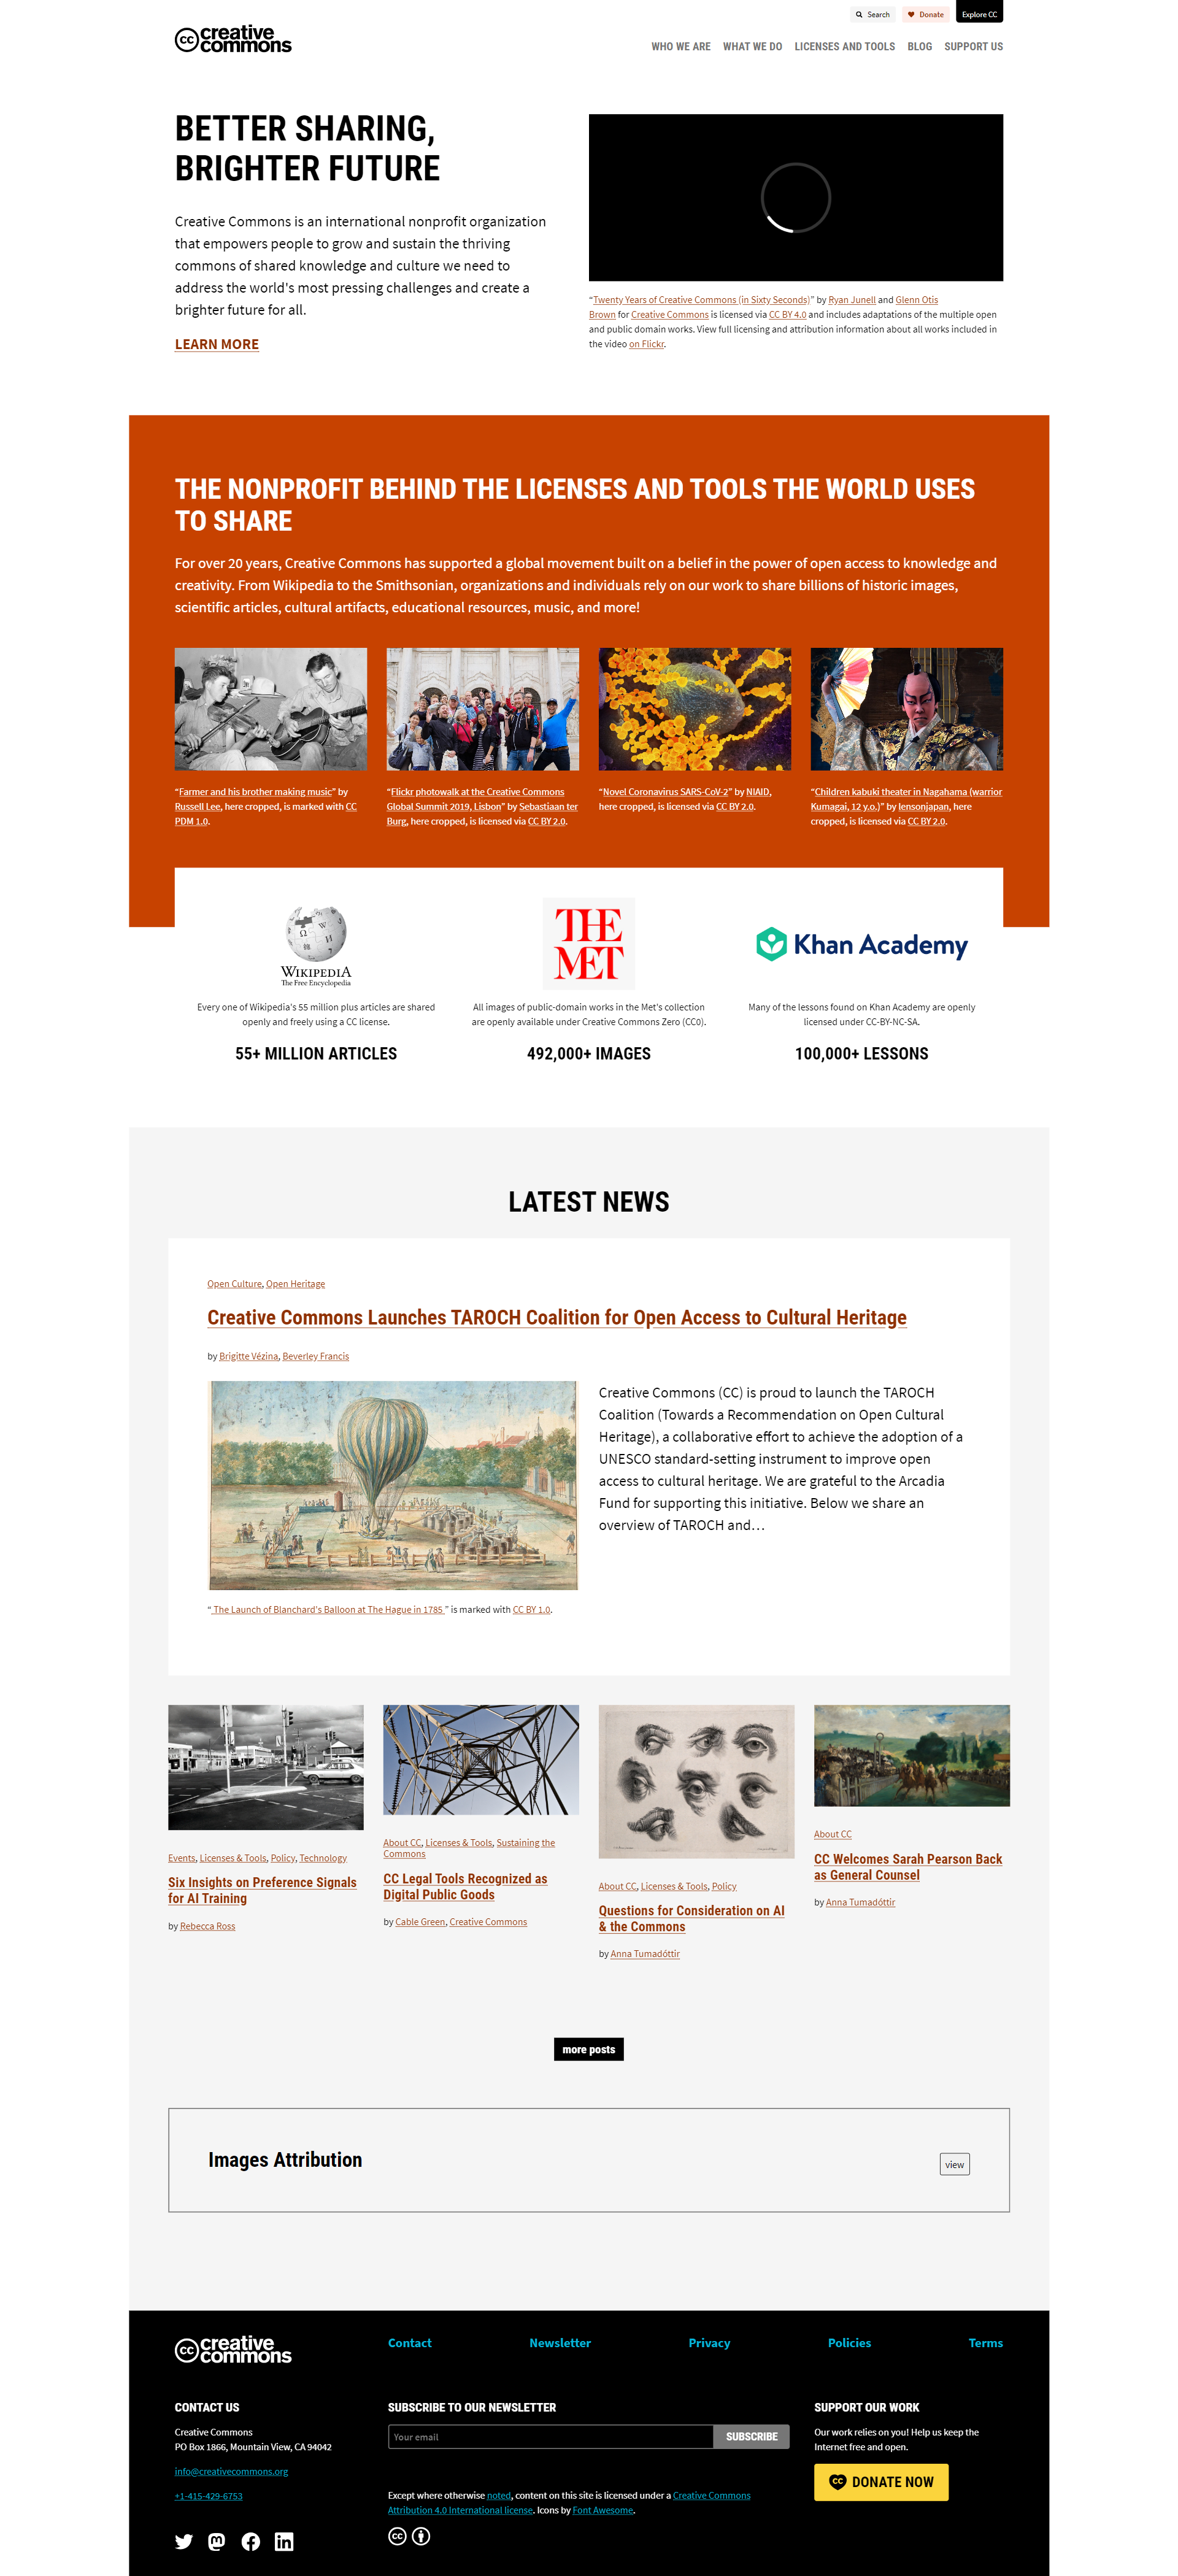 Search
Donate
Explore CC
creative
commons
WHO WE ARE
WHAT WE DO
LICENSES AND TOOLS
BLOG
SUPPORT US
BETTER SHARING,
BRIGHTER FUTURE
Creative Commons is an international nonprofit organization
that empowers people to grow and sustain the thriving
commons of shared knowledge and culture we need to
address the world's most pressing challenges and create a
brighter future for all.
LEARN MORE
“Twenty Years of Creative Commons (in Sixty Seconds)” by Ryan Junell and Glenn Otis
Brown for Creative Commons is licensed via CC BY 4.0 and includes adaptations of the multiple open
and public domain works. View full licensing and attribution information about all works included in
the video on Flickr.
THE NONPROFIT BEHIND THE LICENSES AND TOOLS THE WORLD USES
TO SHARE
For over 20 years, Creative Commons has supported a global movement built on a belief in the power of open access to knowledge and
creativity. From Wikipedia to the Smithsonian, organizations and individuals rely on our work to share billions of historic images,
scientific articles, cultural artifacts, educational resources, music, and more!
“Farmer and his brother making music” by
Russell Lee, here cropped, is marked with CC
PDM 1.0.
“Flickr photowalk at the Creative Commons
Global Summit 2019, Lisbon” by Sebastiaan ter
Burg, here cropped, is licensed via CC BY 2.0.
“Novel Coronavirus SARS-CoV-2” by NIAID,
here cropped, is licensed via CC BY 2.0.
“Children kabuki theater in Nagahama (warrior
Kumagai, 12 y.o.)” by lensonjapan, here
cropped, is licensed via CC BY 2.0.
WIKIPEDIA
The Free Encyclopedia
Every one of Wikipedia's 55 million plus articles are shared
openly and freely using a CC license.
55+ MILLION ARTICLES
THE
MET
All images of public-domain works in the Met's collection
are openly available under Creative Commons Zero (CC0).
492,000+ IMAGES
Khan Academy
Many of the lessons found on Khan Academy are openly
licensed under CC-BY-NC-SA.
100,000+ LESSONS
LATEST NEWS
Open Culture, Open Heritage
Creative Commons Launches TAROCH Coalition for Open Access to Cultural Heritage
by Brigitte Vézina, Beverley Francis
Creative Commons (CC) is proud to launch the TAROCH
Coalition (Towards a Recommendation on Open Cultural
Heritage), a collaborative effort to achieve the adoption of a
UNESCO standard-setting instrument to improve open
access to cultural heritage. We are grateful to the Arcadia
Fund for supporting this initiative. Below we share an
overview of TAROCH and…
“ The Launch of Blanchard's Balloon at The Hague in 1785 ” is marked with CC BY 1.0.
Events, Licenses & Tools, Policy, Technology
Six Insights on Preference Signals
for AI Training
by Rebecca Ross
About CC, Licenses & Tools, Sustaining the
Commons
CC Legal Tools Recognized as
Digital Public Goods
by Cable Green, Creative Commons
About CC, Licenses & Tools, Policy
Questions for Consideration on AI
& the Commons
by Anna Tumadóttir
About CC
CC Welcomes Sarah Pearson Back
as General Counsel
by Anna Tumadóttir
more posts
Images Attribution
view
creative
commons
Contact
Newsletter
Privacy
Policies
Terms
CONTACT US
Creative Commons
PO Box 1866, Mountain View, CA 94042
info@creativecommons.org
+1-415-429-6753
SUBSCRIBE TO OUR NEWSLETTER
Your email
SUBSCRIBE
Except where otherwise noted, content on this site is licensed under a Creative Commons
Attribution 4.0 International license. Icons by Font Awesome.
SUPPORT OUR WORK
Our work relies on you! Help us keep the
Internet free and open.
DONATE NOW